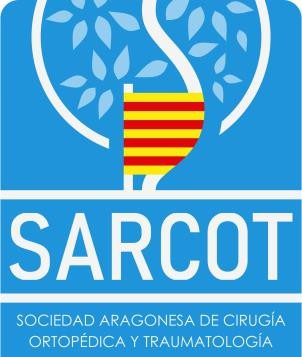 SARCOT
SOCIEDAD ARAGONESA DE CIRUGÍA
ORTOPÉDICA Y TRAUMATOLOGÍA